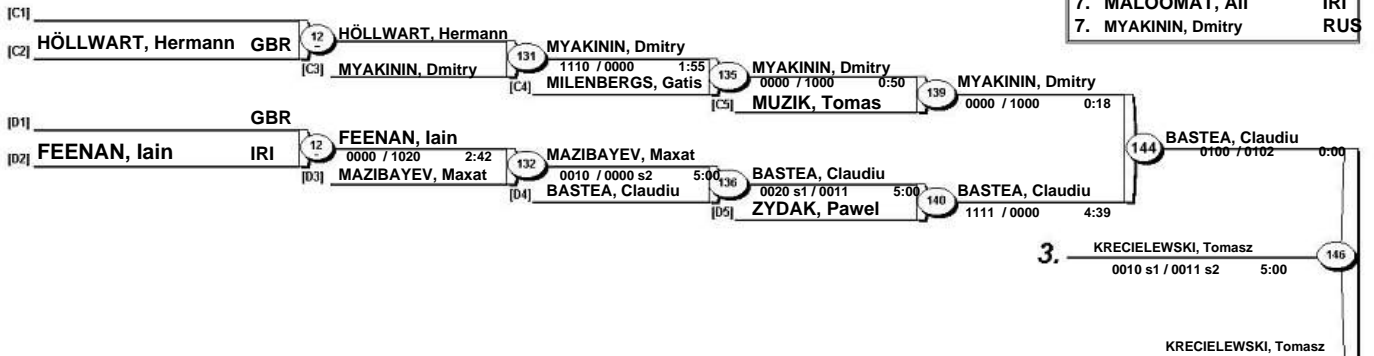 7. MALOOMAT, Ali IRI
7. MYAKININ, Dmitry RUS
[C1]
[C2] HÖLLWART, Hermann GBR
12
HÖLLWART, Hermann
[C3] MYAKININ, Dmitry
131
MYAKININ, Dmitry
1110 / 0000 1:55
[C4] MILENBERGS, Gatis
135
MYAKININ, Dmitry
0000 / 1000 0:50
[C5] MUZIK, Tomas
139
MYAKININ, Dmitry
0000 / 1000 0:18
[D1] GBR
[D2] FEENAN, Iain IRI
12
FEENAN, Iain
0000 / 1020 2:42
[D3] MAZIBAYEV, Maxat
132
MAZIBAYEV, Maxat
0010 / 0000 s2 5:00
[D4] BASTEA, Claudiu
136
BASTEA, Claudiu
0020 s1 / 0011 5:00
[D5] ZYDAK, Pawel
140
BASTEA, Claudiu
1111 / 0000 4:39
144
BASTEA, Claudiu
0100 / 0102 0:00
3. KRECIELEWSKI, Tomasz
0010 s1 / 0011 s2 5:00
146
KRECIELEWSKI, Tomasz